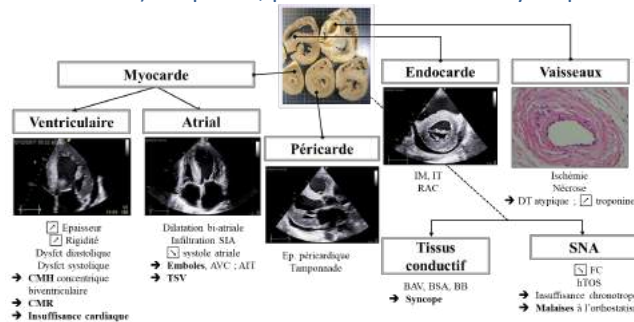 Myocarde
Endocarde
Vaisseaux
Ventriculaire
Atrial
Péricarde
IM, IT
RAC
Ischémie
Nécrose
→ DT atypique ; ↗ troponine
↗ Epaisseur
↗ Rigidité
Dysfct diastolique
Dysfct systolique
→ CMH concentrique
biventriculaire
→ CMR
→ Insuffisance cardiaque
Dilatation bi-atriale
Infiltration SIA
↘ systole atriale
→ Emboles, AVC ; AIT
→ TSV
Ep. péricardique
Tamponnade
Tissus
conductif
BAV, BSA, BB
→ Syncope
SNA
↘ FC
hTOS
→ Insuffisance chronotrope
→ Malaises à l'orthostatisme